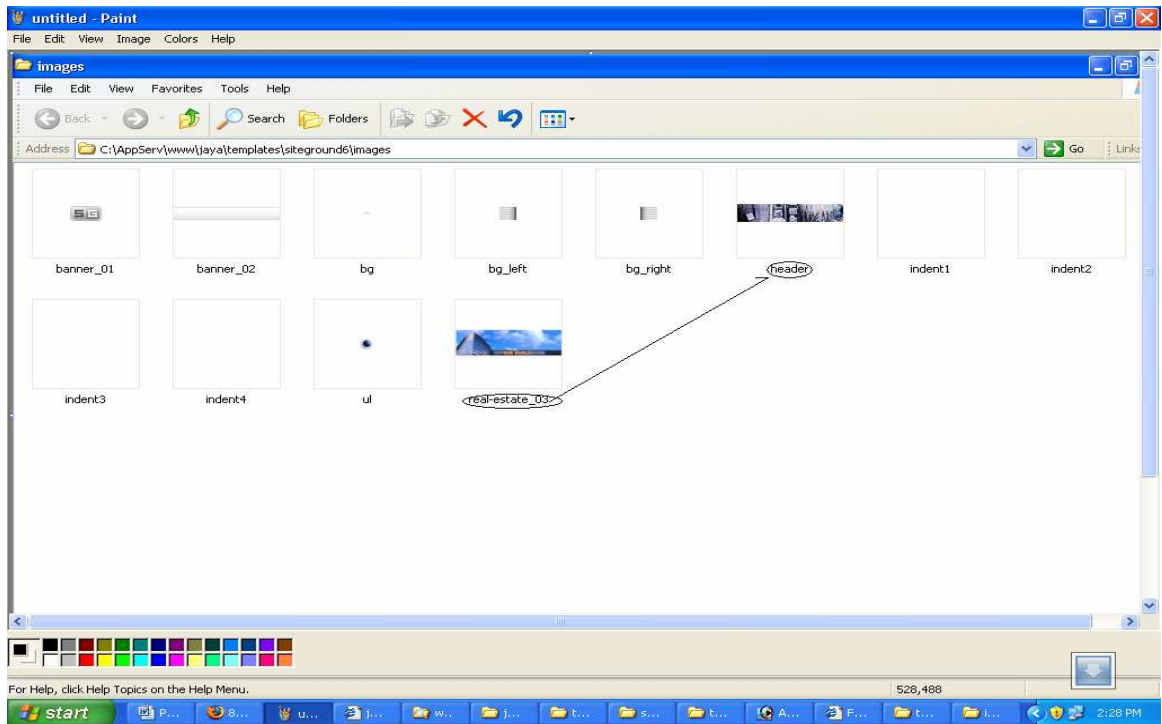 untitled - Paint
File Edit View Image Colors Help
images
File Edit View Favorites Tools Help
Back Search Folders
Address C:\AppServ\www\jaya\templates\siteground6\images Go Links
SG
banner_01 banner_02 bg bg_left bg_right header indent1 indent2
indent3 indent4 ul real-estate_03
For Help, click Help Topics on the Help Menu. 528,488
start P... 8... u... j... w... j... t... s... t... A... F... t... i... 2:28 PM